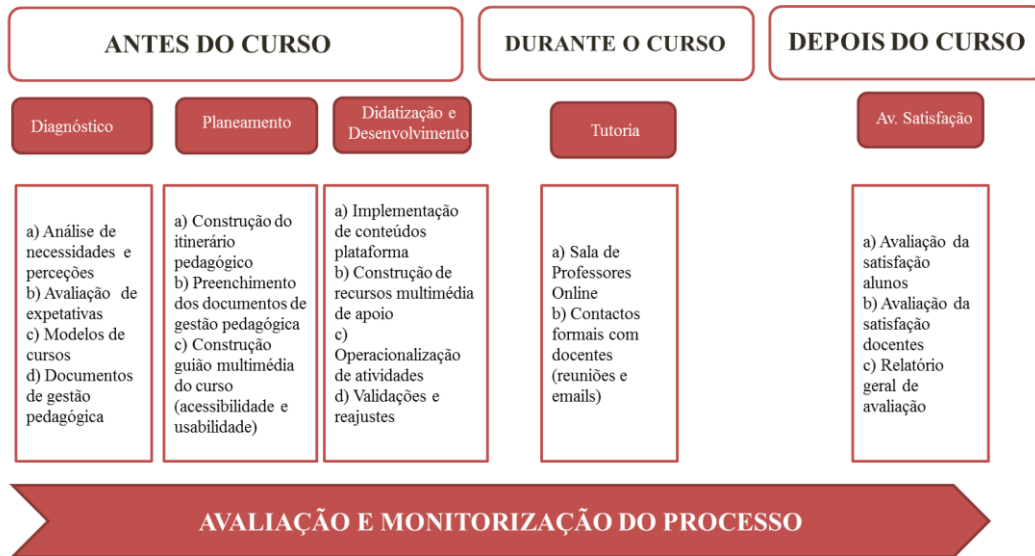 ANTES DO CURSO
DURANTE O CURSO
DEPOIS DO CURSO
Diagnóstico
Planeamento
Didatização e
Desenvolvimento
Tutoria
Av. Satisfação
a) Análise de
necessidades e
perceções
b) Avaliação de
expetativas
c) Modelos de
cursos
d) Documentos
de gestão
pedagógica
a) Construção do
itinerário
pedagógico
b) Preenchimento
dos documentos de
gestão pedagógica
c) Construção
guião multimédia
do curso
(acessibilidade e
usabilidade)
a) Implementação
de conteúdos
plataforma
b) Construção de
recursos multimédia
de apoio
c)
Operacionalização
de atividades
d) Validações e
reajustes
a) Sala de
Professores
Online
b) Contactos
formais com
docentes
(reuniões e
emails)
a) Avaliação da
satisfação
alunos
b) Avaliação da
satisfação
docentes
c) Relatório
geral de
avaliação
AVALIAÇÃO E MONITORIZAÇÃO DO PROCESSO